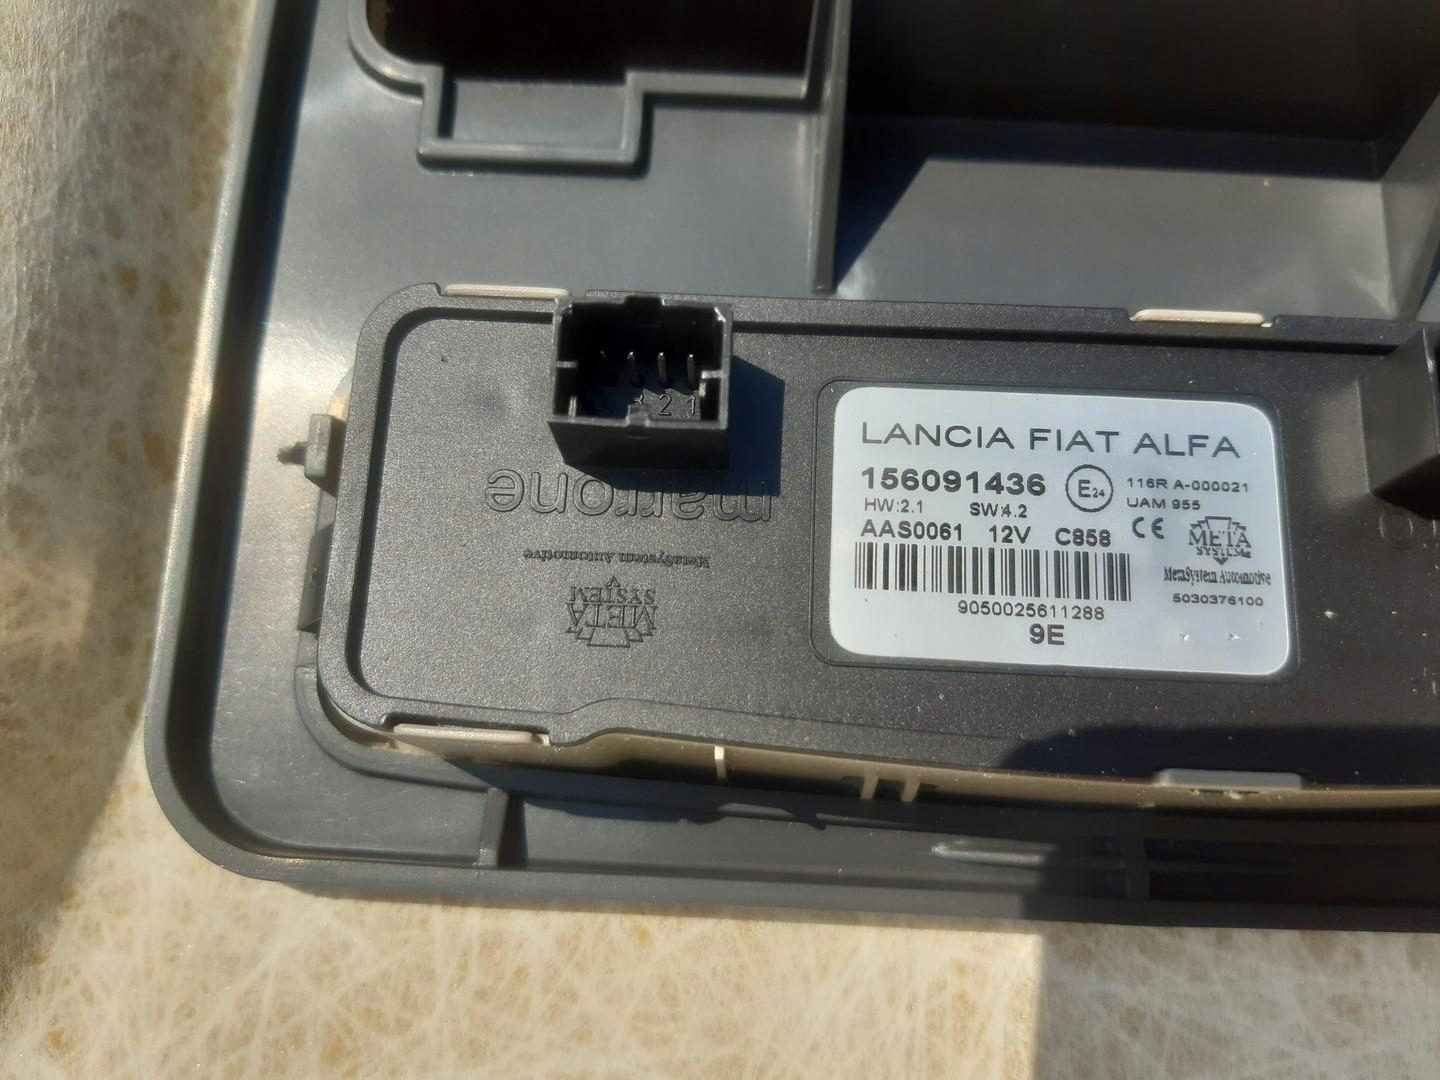 3 2 1
marrone
MetaSystem Automotive
META
SYSTEM
LANCIA FIAT ALFA
156091436
E24
116R A-000021
UAM 955
HW:2.1 SW:4.2
AAS0061 12V C858
CE
META
SYSTEM
MetaSystem Automotive
9050025611288
5030376100
9E